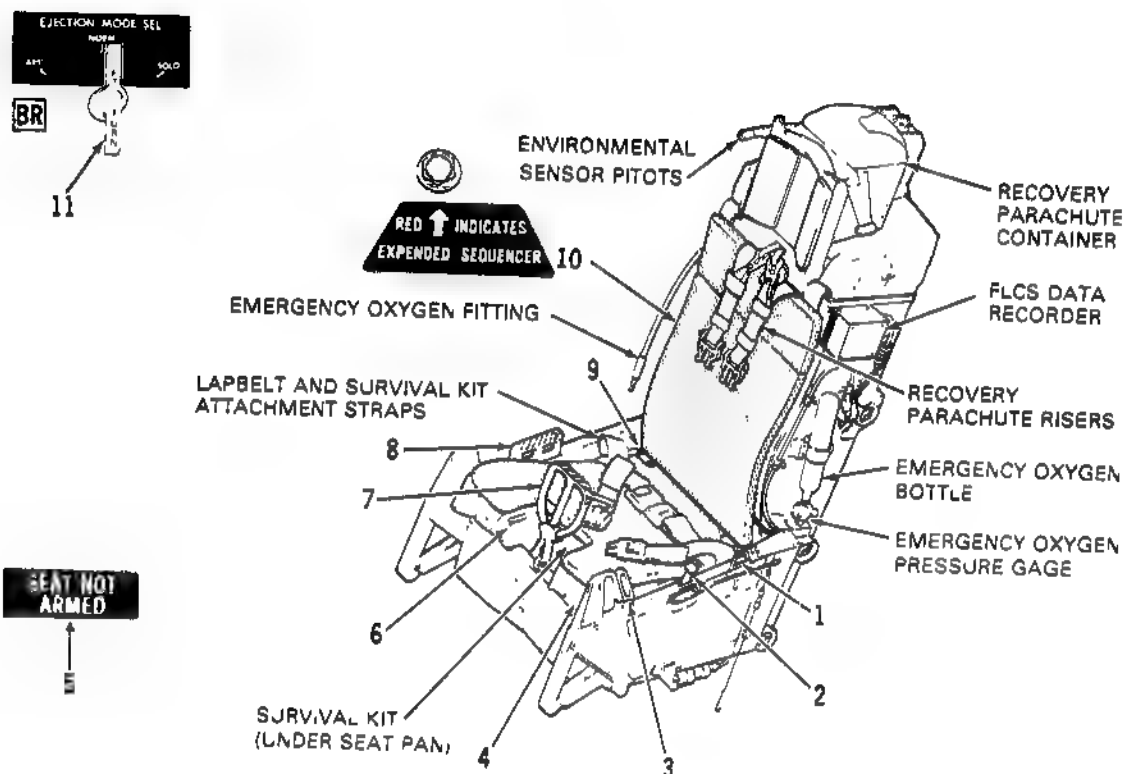 EJECTION MODE SEL
NORM
AFT
SOLO
BR
11
RED INDICATES
EXPENDED SEQUENCER
10
ENVIRONMENTAL
SENSOR PITOTS
RECOVERY
PARACHUTE
CONTAINER
EMERGENCY OXYGEN FITTING
FLCS DATA
RECORDER
LAPBELT AND SURVIVAL KIT
ATTACHMENT STRAPS
9
8
7
RECOVERY
PARACHUTE RISERS
EMERGENCY OXYGEN
BOTTLE
EMERGENCY OXYGEN
PRESSURE GAGE
SEAT NOT
ARMED
5
6
1
2
SURVIVAL KIT
(UNDER SEAT PAN)
4
3